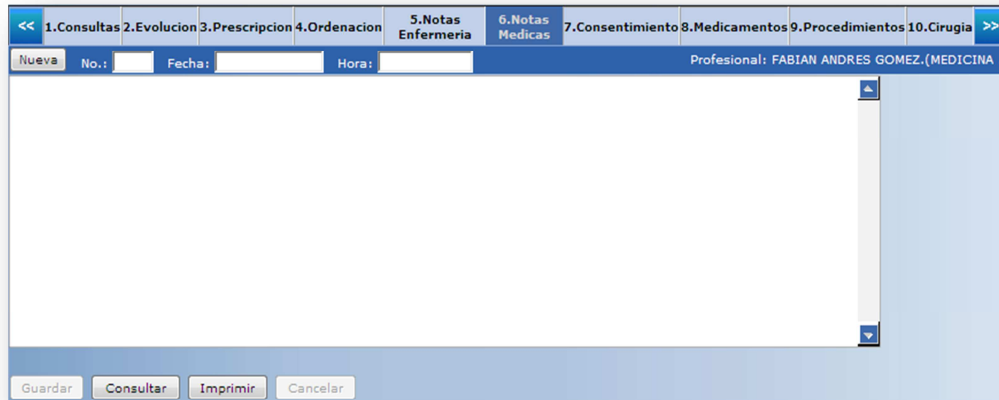 << 1.Consultas 2.Evolucion 3.Prescripcion 4.Ordenacion 5.Notas Enfermeria 6.Notas Medicas 7.Consentimiento 8.Medicamentos 9.Procedimientos 10.Cirugia >>
Nueva No.: Fecha: Hora: Profesional: FABIAN ANDRES GOMEZ.(MEDICINA
Guardar Consultar Imprimir Cancelar